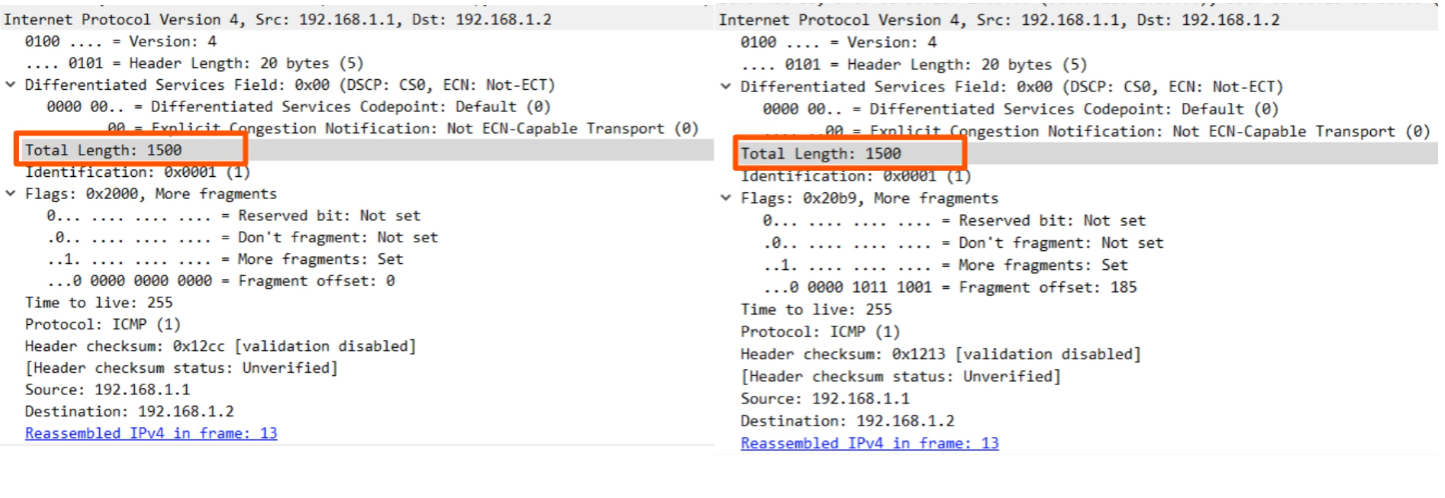 Internet Protocol Version 4, Src: 192.168.1.1, Dst: 192.168.1.2
0100 .... = Version: 4
.... 0101 = Header Length: 20 bytes (5)
Differentiated Services Field: 0x00 (DSCP: CS0, ECN: Not-ECT)
0000 00.. = Differentiated Services Codepoint: Default (0)
00 = Explicit Congestion Notification: Not ECN-Capable Transport (0)
Total Length: 1500
Identification: 0x0001 (1)
Flags: 0x2000, More fragments
0... .... .... .... = Reserved bit: Not set
.0.. .... .... .... = Don't fragment: Not set
..1. .... .... .... = More fragments: Set
...0 0000 0000 0000 = Fragment offset: 0
Time to live: 255
Protocol: ICMP (1)
Header checksum: 0x12cc [validation disabled]
[Header checksum status: Unverified]
Source: 192.168.1.1
Destination: 192.168.1.2
Reassembled IPv4 in frame: 13
Internet Protocol Version 4, Src: 192.168.1.1, Dst: 192.168.1.2
0100 .... = Version: 4
.... 0101 = Header Length: 20 bytes (5)
Differentiated Services Field: 0x00 (DSCP: CS0, ECN: Not-ECT)
0000 00.. = Differentiated Services Codepoint: Default (0)
.... ..00 = Explicit Congestion Notification: Not ECN-Capable Transport (0)
Total Length: 1500
Identification: 0x0001 (1)
Flags: 0x20b9, More fragments
0... .... .... .... = Reserved bit: Not set
.0.. .... .... .... = Don't fragment: Not set
..1. .... .... .... = More fragments: Set
...0 0000 1011 1001 = Fragment offset: 185
Time to live: 255
Protocol: ICMP (1)
Header checksum: 0x1213 [validation disabled]
[Header checksum status: Unverified]
Source: 192.168.1.1
Destination: 192.168.1.2
Reassembled IPv4 in frame: 13